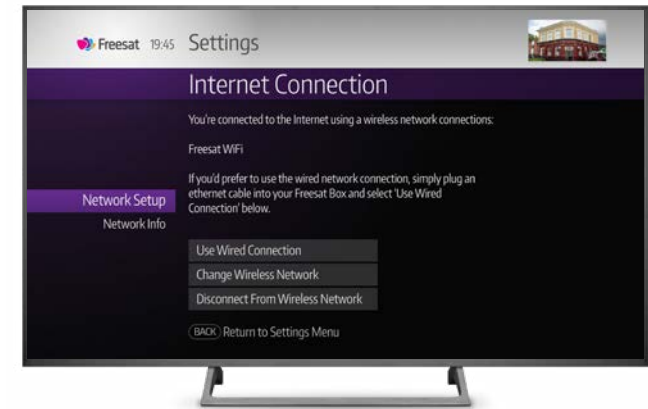 Freesat 19:45 Settings
Internet Connection
You're connected to the Internet using a wireless network connections:
Freesat WiFi
If you'd prefer to use the wired network connection, simply plug an
ethernet cable into your Freesat Box and select 'Use Wired
Connection' below.
Network Setup
Network Info
Use Wired Connection
Change Wireless Network
Disconnect From Wireless Network
BACK Return to Settings Menu